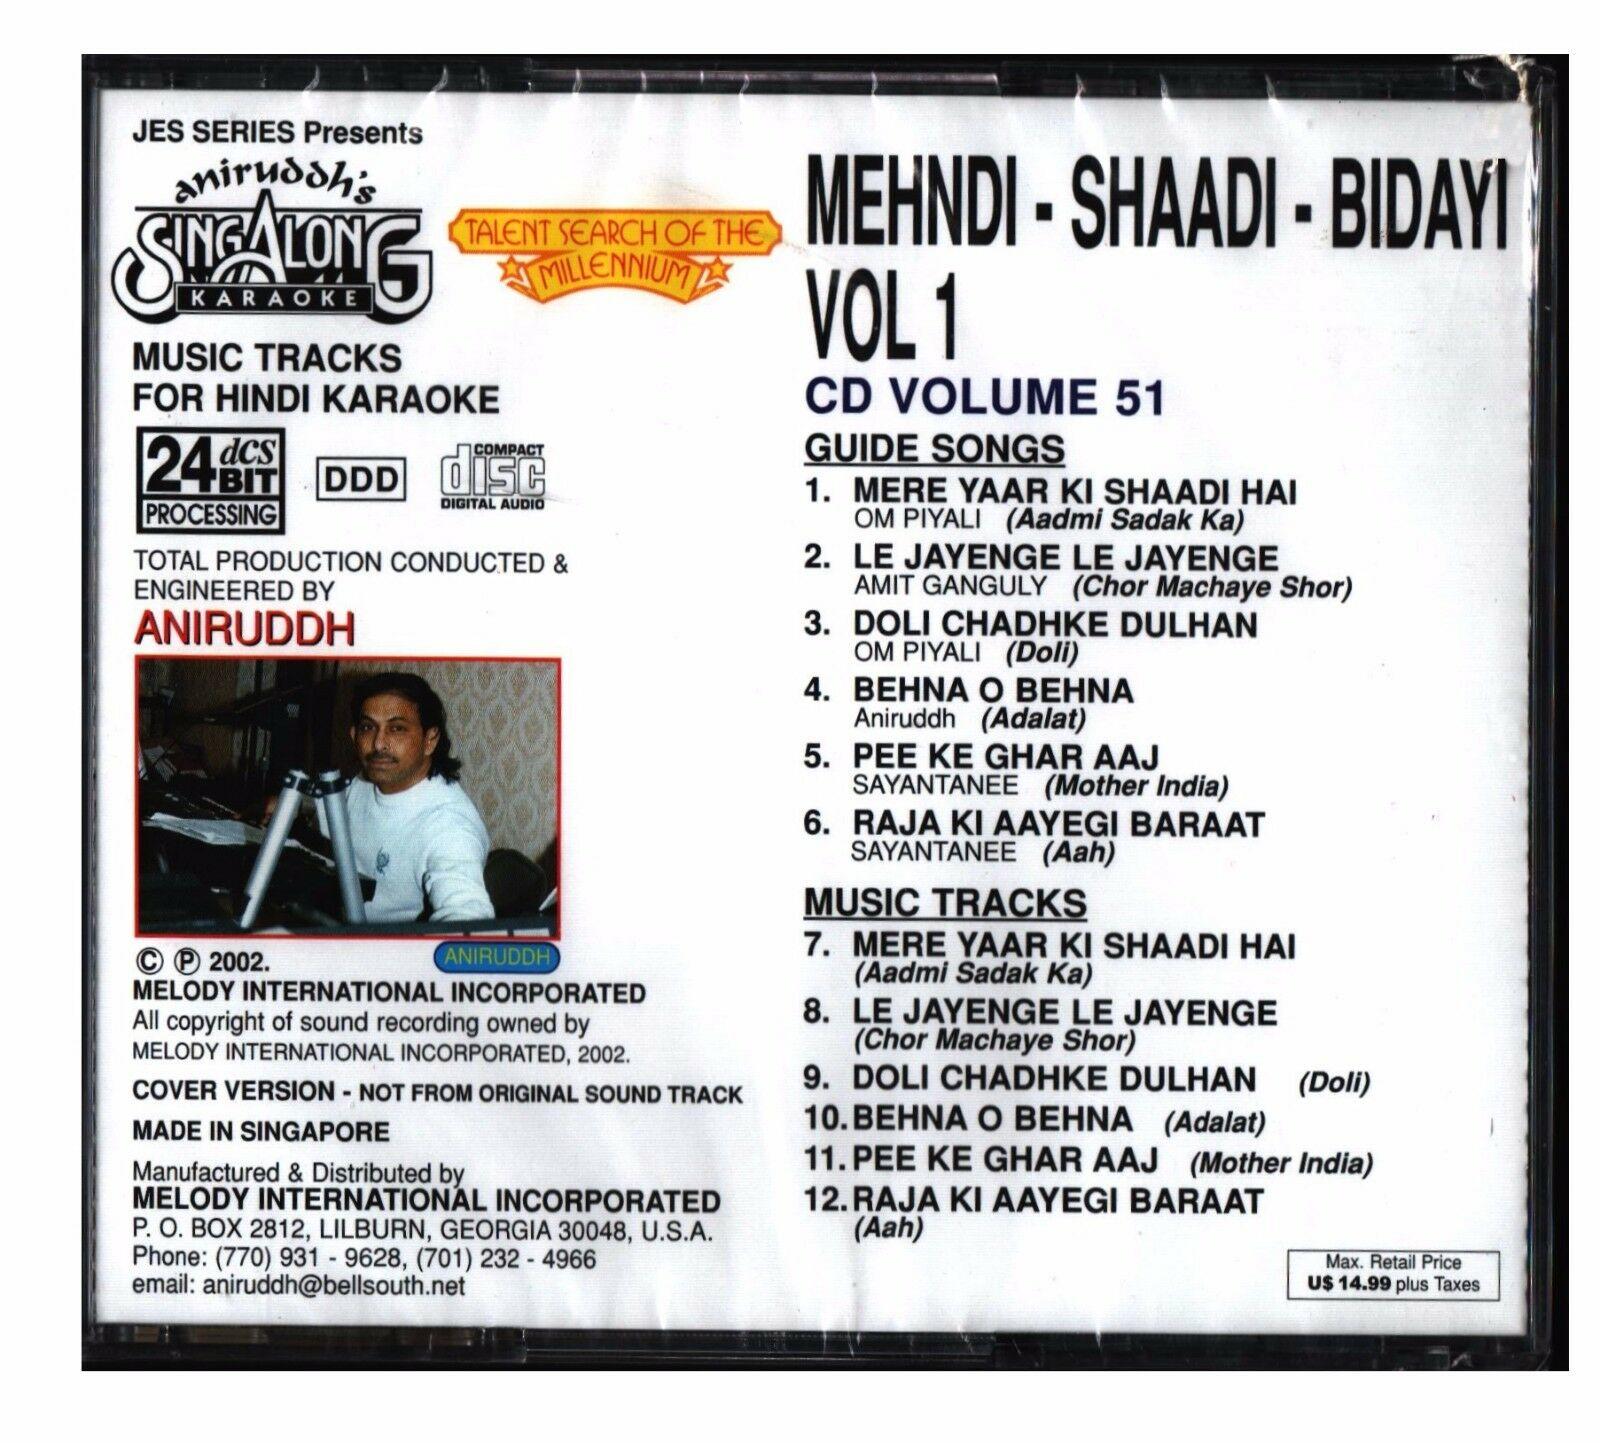 JES SERIES Presents
aniruddh's
SINGALONG
KARAOKE
TALENT SEARCH OF THE
MILLENNIUM
MUSIC TRACKS
FOR HINDI KARAOKE
24 dCS
BIT
PROCESSING
DDD
COMPACT
disc
DIGITAL AUDIO
TOTAL PRODUCTION CONDUCTED &
ENGINEERED BY
ANIRUDDH
ANIRUDDH
© ℗ 2002.
MELODY INTERNATIONAL INCORPORATED
All copyright of sound recording owned by
MELODY INTERNATIONAL INCORPORATED, 2002.
COVER VERSION - NOT FROM ORIGINAL SOUND TRACK
MADE IN SINGAPORE
Manufactured & Distributed by
MELODY INTERNATIONAL INCORPORATED
P. O. BOX 2812, LILBURN, GEORGIA 30048, U.S.A.
Phone: (770) 931 - 9628, (701) 232 - 4966
email: aniruddh@bellsouth.net
MEHNDI - SHAADI - BIDAYI
VOL 1
CD VOLUME 51
GUIDE SONGS
1. MERE YAAR KI SHAADI HAI
OM PIYALI (Aadmi Sadak Ka)
2. LE JAYENGE LE JAYENGE
AMIT GANGULY (Chor Machaye Shor)
3. DOLI CHADHKE DULHAN
OM PIYALI (Doli)
4. BEHNA O BEHNA
Aniruddh (Adalat)
5. PEE KE GHAR AAJ
SAYANTANEE (Mother India)
6. RAJA KI AAYEGI BARAAT
SAYANTANEE (Aah)
MUSIC TRACKS
7. MERE YAAR KI SHAADI HAI
(Aadmi Sadak Ka)
8. LE JAYENGE LE JAYENGE
(Chor Machaye Shor)
9. DOLI CHADHKE DULHAN (Doli)
10. BEHNA O BEHNA (Adalat)
11. PEE KE GHAR AAJ (Mother India)
12. RAJA KI AAYEGI BARAAT
(Aah)
Max. Retail Price
U$ 14.99 plus Taxes